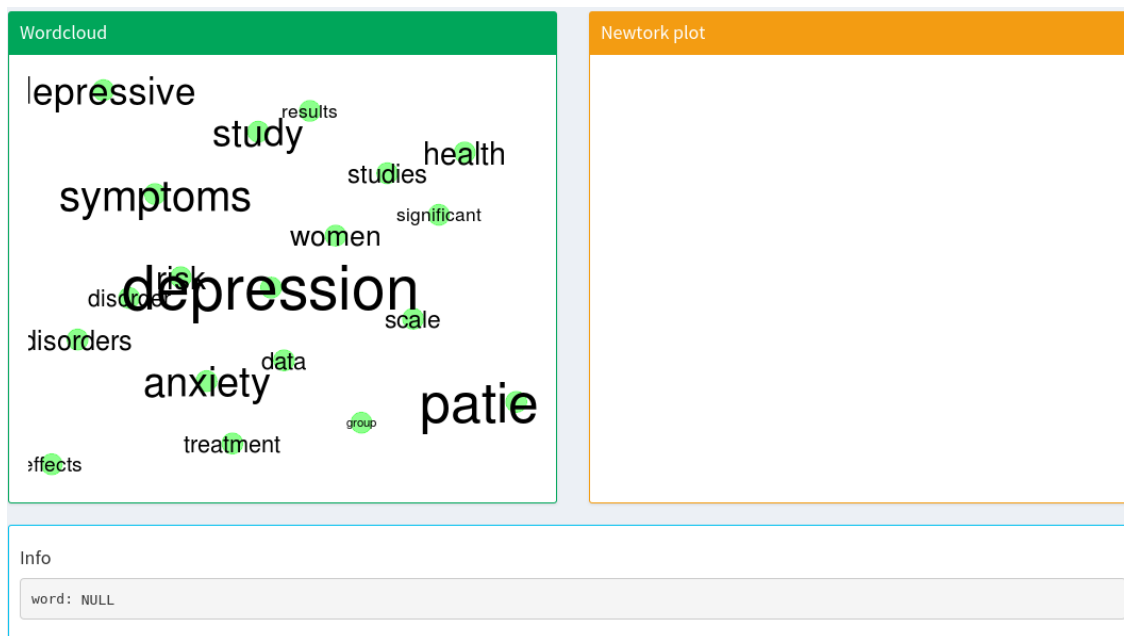 Wordcloud
Newtork plot
lepressive
results
study
health
studies
symptoms
significant
women
risk
depression
disorder
scale
disorders
data
anxiety
patie
group
treatment
effects
Info
word: NULL